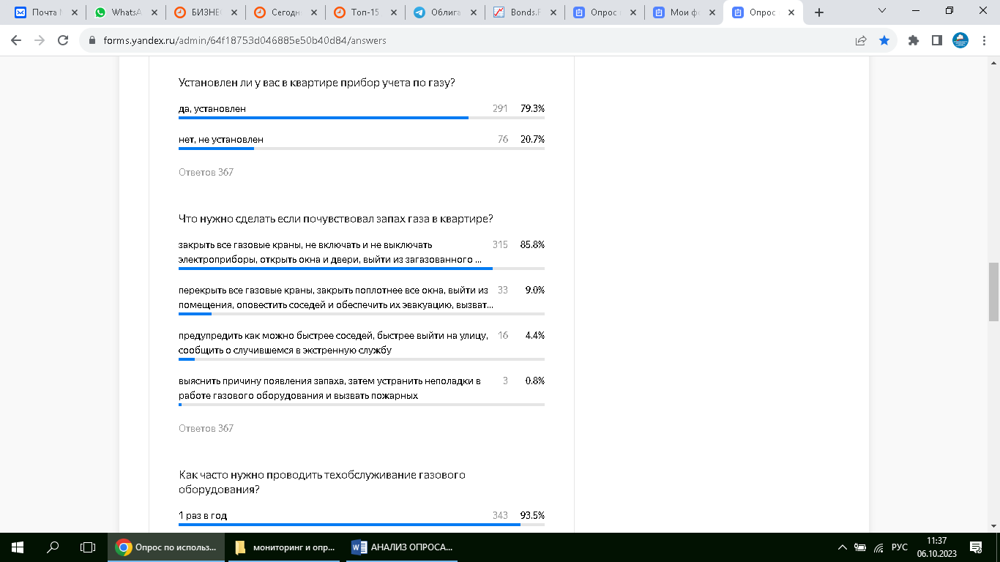 Почта М
WhatsA
БИЗНЕ
Сегодн
Топ-15
Облига
Bonds.F
Опрос
Мои ф
Опрос
forms.yandex.ru/admin/64f18753d046885e50b40d84/answers
Установлен ли у вас в квартире прибор учета по газу?
да, установлен 291 79.3%
нет, не установлен 76 20.7%
Ответов 367
Что нужно сделать если почувствовал запах газа в квартире?
закрыть все газовые краны, не включать и не выключать 315 85.8%
электроприборы, открыть окна и двери, выйти из загазованного ...
перекрыть все газовые краны, закрыть поплотнее все окна, выйти из 33 9.0%
помещения, оповестить соседей и обеспечить их эвакуацию, вызват...
предупредить как можно быстрее соседей, быстрее выйти на улицу, 16 4.4%
сообщить о случившемся в экстренную службу
выяснить причину появления запаха, затем устранить неполадки в 3 0.8%
работе газового оборудования и вызвать пожарных
Ответов 367
Как часто нужно проводить техобслуживание газового
оборудования?
1 раз в год 343 93.5%
Опрос по использ...
мониторинг и опр...
АНАЛИЗ ОПРОСА...
РУС
11:37
06.10.2023